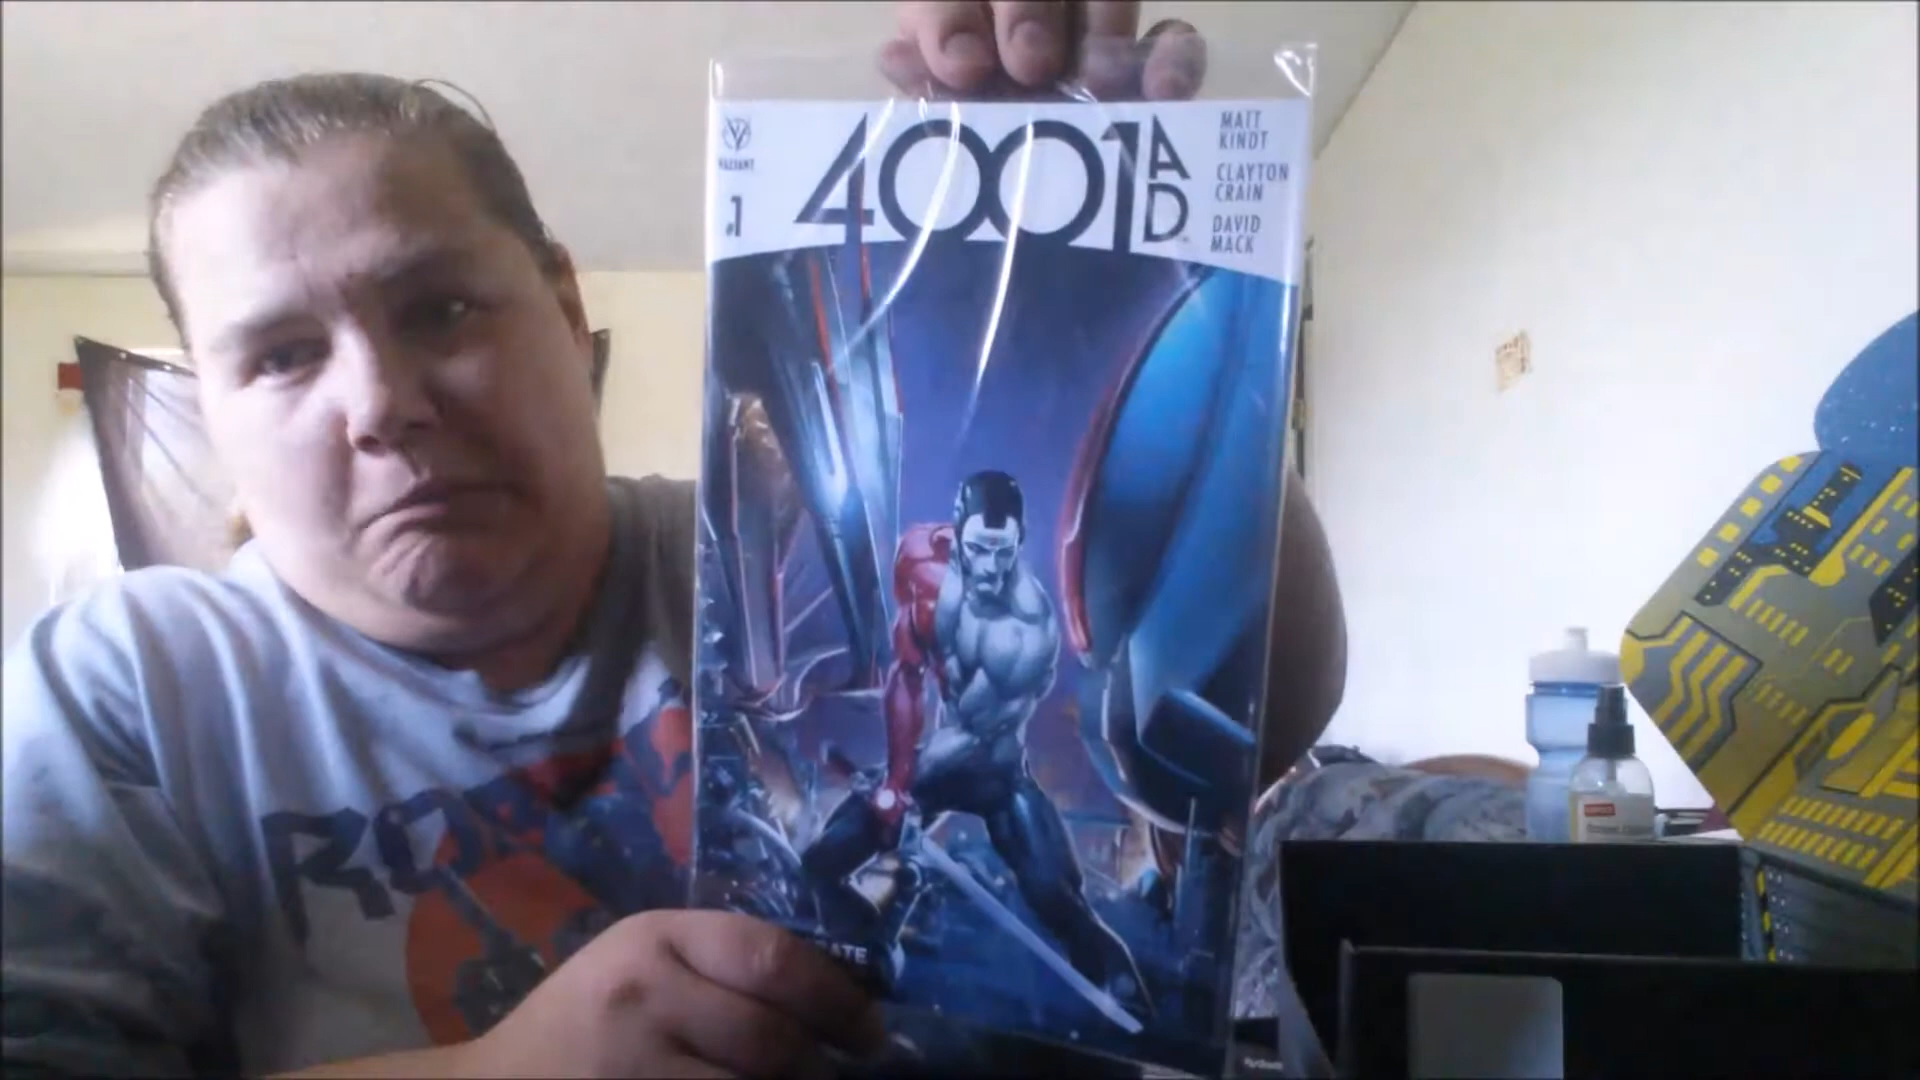 VALIANT
#1
4001
A
D
MATT
KINDT
CLAYTON
CRAIN
DAVID
MACK